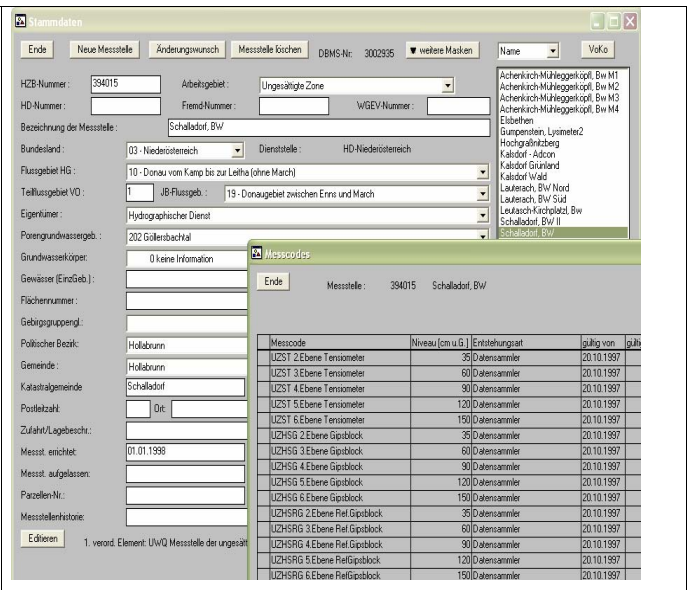 Stammdaten
Ende Neue Messstelle Änderungswunsch Messstelle löschen DBMS-Nr: 3002935 ▼ weitere Masken Name VoKo
HZB-Nummer: 394015 Arbeitsgebiet: Ungesättigte Zone
HD-Nummer: Fremd-Nummer: WGEV-Nummer:
Bezeichnung der Messstelle: Schalladorf, BW
Bundesland: 03 - Niederösterreich Dienststelle: HD-Niederösterreich
Flussgebiet HG: 10 - Donau vom Kamp bis zur Leitha (ohne March)
Teilflussgebiet VO: 1 JB-Flussgeb.: 19 - Donaugebiet zwischen Enns und March
Eigentümer: Hydrographischer Dienst
Porengrundwassergeb.: 202 Göllersbachtal
Grundwasserkörper: 0 keine Information
Gewässer (EinzGeb.):
Flächennummer:
Gebirgsgruppengl.:
Politischer Bezirk: Hollabrunn
Gemeinde: Hollabrunn
Katastralgemeinde Schalladorf
Postleitzahl: Ort:
Zufahrt/Lagebeschr.:
Messst. errichtet: 01.01.1998
Messst. aufgelassen:
Parzellen-Nr.:
Messstellenhistorie:
Editieren 1. verord. Element: UWQ Messstelle der ungesätt
Achenkirch-Mühleggerköpfl, Bw M1
Achenkirch-Mühleggerköpfl, Bw M2
Achenkirch-Mühleggerköpfl, Bw M3
Achenkirch-Mühleggerköpfl, Bw M4
Elsbethen
Gumpenstein, Lysimeter2
Hochgraßnitzberg
Kalsdorf - Adcon
Kalsdorf Grünland
Kalsdorf Wald
Lauterach, BW Nord
Lauterach, BW Süd
Leutasch-Kirchplatzl, Bw
Schalladorf, BW II
Schalladorf, BW
Messcodes
Ende Messstelle: 394015 Schalladorf, BW
Messcode Niveau [cm u.G.] Entstehungsart gültig von gülti
UZST 2.Ebene Tensiometer 35 Datensammler 20.10.1997
UZST 3.Ebene Tensiometer 60 Datensammler 20.10.1997
UZST 4.Ebene Tensiometer 90 Datensammler 20.10.1997
UZST 5.Ebene Tensiometer 120 Datensammler 20.10.1997
UZST 6.Ebene Tensiometer 150 Datensammler 20.10.1997
UZHSG 2.Ebene Gipsblock 35 Datensammler 20.10.1997
UZHSG 3.Ebene Gipsblock 60 Datensammler 20.10.1997
UZHSG 4.Ebene Gipsblock 90 Datensammler 20.10.1997
UZHSG 5.Ebene Gipsblock 120 Datensammler 20.10.1997
UZHSG 6.Ebene Gipsblock 150 Datensammler 20.10.1997
UZHSRG 2.Ebene Ref.Gipsblock 35 Datensammler 20.10.1997
UZHSRG 3.Ebene Ref.Gipsblock 60 Datensammler 20.10.1997
UZHSRG 4.Ebene Ref.Gipsblock 90 Datensammler 20.10.1997
UZHSRG 5.Ebene RefGipsblock 120 Datensammler 20.10.1997
UZHSRG 6.Ebene RefGipsblock 150 Datensammler 20.10.1997